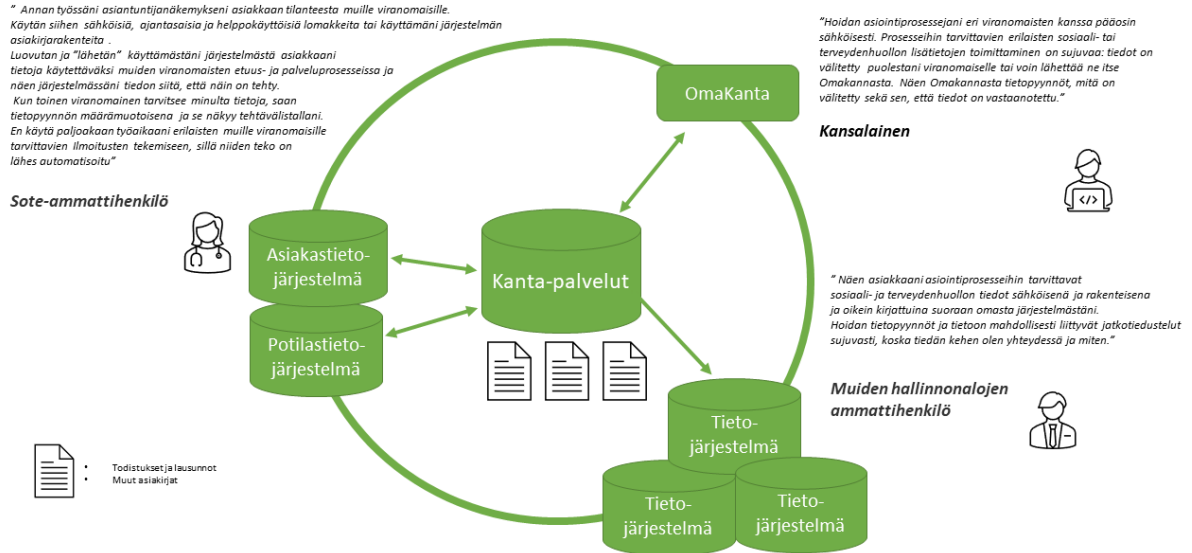 ” Annan työssäni asiantuntijanäkemykseni asiakkaan tilanteesta muille viranomaisille.
Käytän siihen sähköisiä, ajantasaisia ja helppokäyttöisiä lomakkeita tai käyttämäni järjestelmän
asiakirjarakenteita .
Luovutan ja ”lähetän” käyttämästäni järjestelmästä asiakkaani
tietoja käytettäväksi muiden viranomaisten etuus- ja palveluprosesseissa ja
näen järjestelmässäni tiedon siitä, että näin on tehty.
Kun toinen viranomainen tarvitsee minulta tietoja, saan
tietopyynnön määrämuotoisena ja se näkyy tehtävälistallani.
En käytä paljoakaan työaikaani erilaisten muille viranomaisille
tarvittavien Ilmoitusten tekemiseen, sillä niiden teko on
lähes automatisoitu”
Sote-ammattihenkilö
”Hoidan asiointiprosessejani eri viranomaisten kanssa pääosin
sähköisesti. Prosesseihin tarvittavien erilaisten sosiaali- tai
terveydenhuollon lisätietojen toimittaminen on sujuvaa: tiedot on
välitetty puolestani viranomaiselle tai voin lähettää ne itse
Omakannasta. Näen Omakannasta tietopyynnöt, mitä on
välitetty sekä sen, että tiedot on vastaanotettu.”
Kansalainen
OmaKanta
Asiakastieto-
järjestelmä
Potilastieto-
järjestelmä
Kanta-palvelut
” Näen asiakkaani asiointiprosesseihin tarvittavat
sosiaali- ja terveydenhuollon tiedot sähköisenä ja rakenteisena
ja oikein kirjattuina suoraan omasta järjestelmästäni.
Hoidan tietopyynnöt ja tietoon mahdollisesti liittyvät jatkotiedustelut
sujuvasti, koska tiedän kehen olen yhteydessä ja miten.”
Muiden hallinnonalojen
ammattihenkilö
Tieto-
järjestelmä
Tieto-
järjestelmä
Tieto-
järjestelmä
• Todistukset ja lausunnot
• Muut asiakirjat